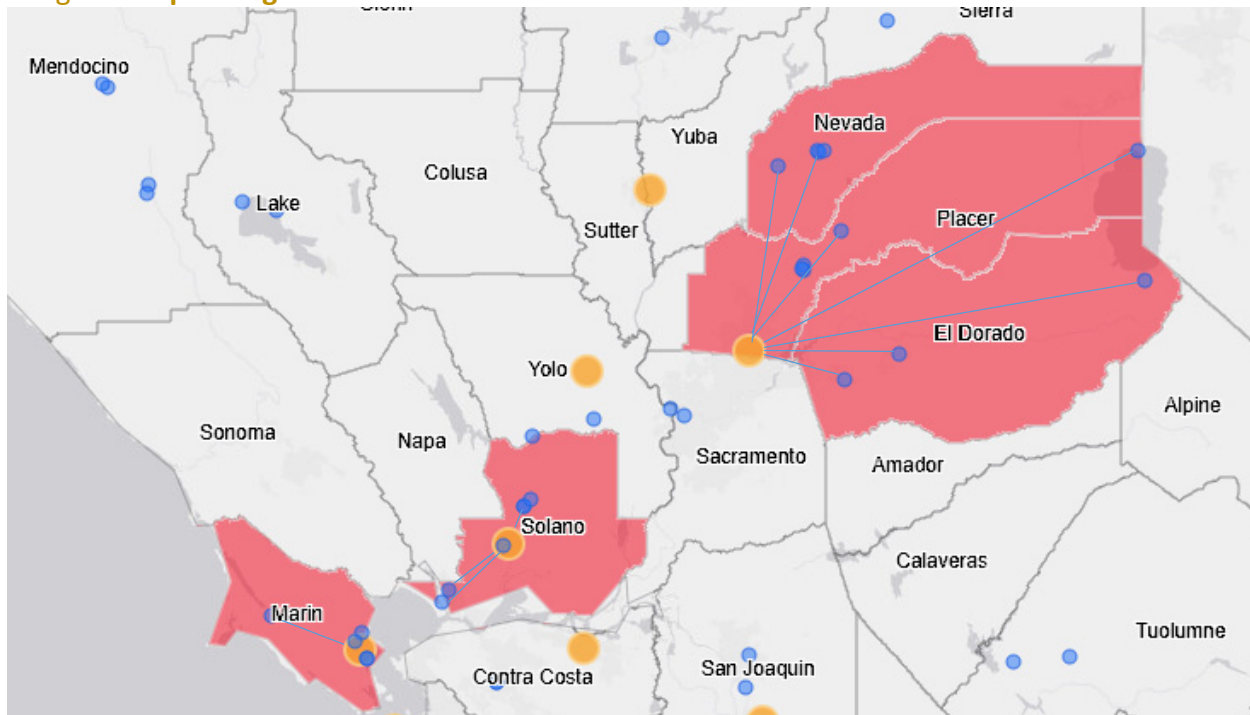 Sierra
Mendocino
Nevada
Yuba
Colusa
Lake
Placer
Sutter
El Dorado
Yolo
Alpine
Sonoma
Napa
Sacramento
Amador
Solano
Calaveras
Marin
Tuolumne
San Joaquin
Contra Costa